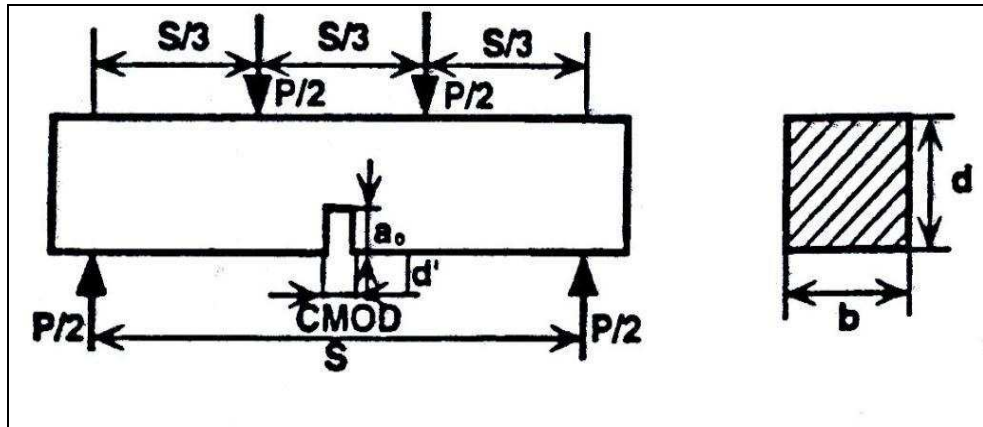 S/3 S/3 S/3
P/2 P/2
a₀
d'
CMOD
P/2 S P/2
d
b